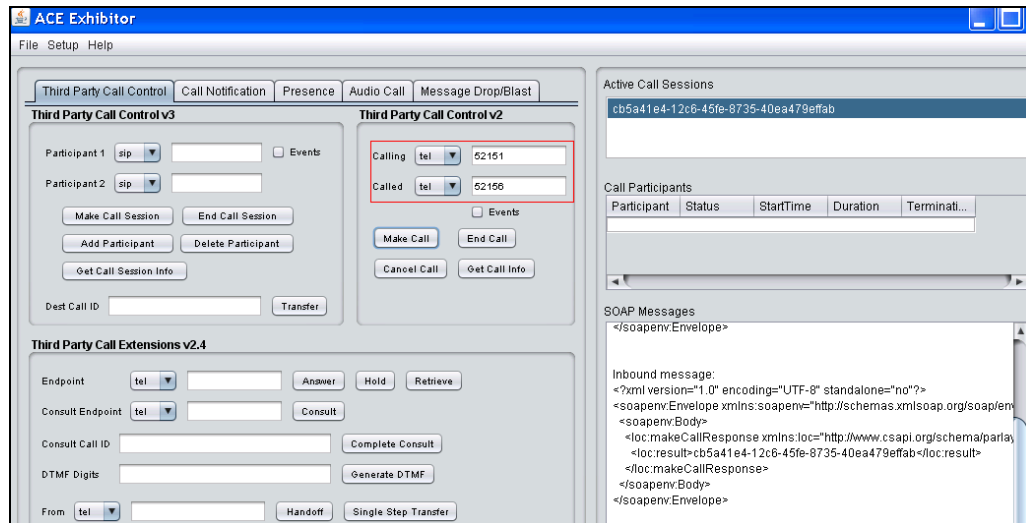 ACE Exhibitor
File Setup Help
Third Party Call Control Call Notification Presence Audio Call Message Drop/Blast
Third Party Call Control v3
Participant 1 sip Events
Participant 2 sip
Make Call Session End Call Session
Add Participant Delete Participant
Get Call Session Info
Dest Call ID Transfer
Third Party Call Control v2
Calling tel 52151
Called tel 52156
Events
Make Call End Call
Cancel Call Get Call Info
Third Party Call Extensions v2.4
Endpoint tel Answer Hold Retrieve
Consult Endpoint tel Consult
Consult Call ID Complete Consult
DTMF Digits Generate DTMF
From tel Handoff Single Step Transfer
Active Call Sessions
cb5a41e4-12c6-45fe-8735-40ea479effab
Call Participants
Participant Status StartTime Duration Terminati...
SOAP Messages
</soapenv:Envelope>
Inbound message:
<?xml version="1.0" encoding="UTF-8" standalone="no"?>
<soapenv:Envelope xmlns:soapenv="http://schemas.xmlsoap.org/soap/en
<soapenv:Body>
<loc:makeCallResponse xmlns:loc="http://www.csapi.org/schema/parlay
<loc:result>cb5a41e4-12c6-45fe-8735-40ea479effab</loc:result>
</loc:makeCallResponse>
</soapenv:Body>
</soapenv:Envelope>